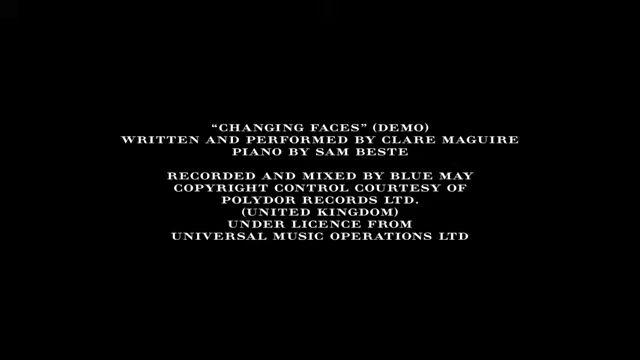 “CHANGING FACES” (DEMO)
WRITTEN AND PERFORMED BY CLARE MAGUIRE
PIANO BY SAM BESTE
RECORDED AND MIXED BY BLUE MAY
COPYRIGHT CONTROL COURTESY OF
POLYDOR RECORDS LTD.
(UNITED KINGDOM)
UNDER LICENCE FROM
UNIVERSAL MUSIC OPERATIONS LTD